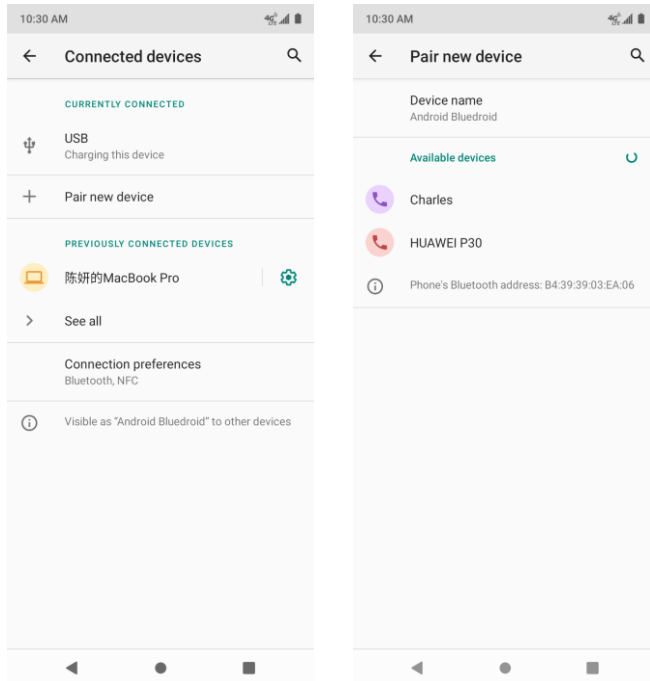 10:30 AM
Connected devices
CURRENTLY CONNECTED
USB
Charging this device
Pair new device
PREVIOUSLY CONNECTED DEVICES
陈妍的MacBook Pro
See all
Connection preferences
Bluetooth, NFC
Visible as "Android Bluedroid" to other devices
10:30 AM
Pair new device
Device name
Android Bluedroid
Available devices
Charles
HUAWEI P30
Phone's Bluetooth address: B4:39:39:03:EA:06